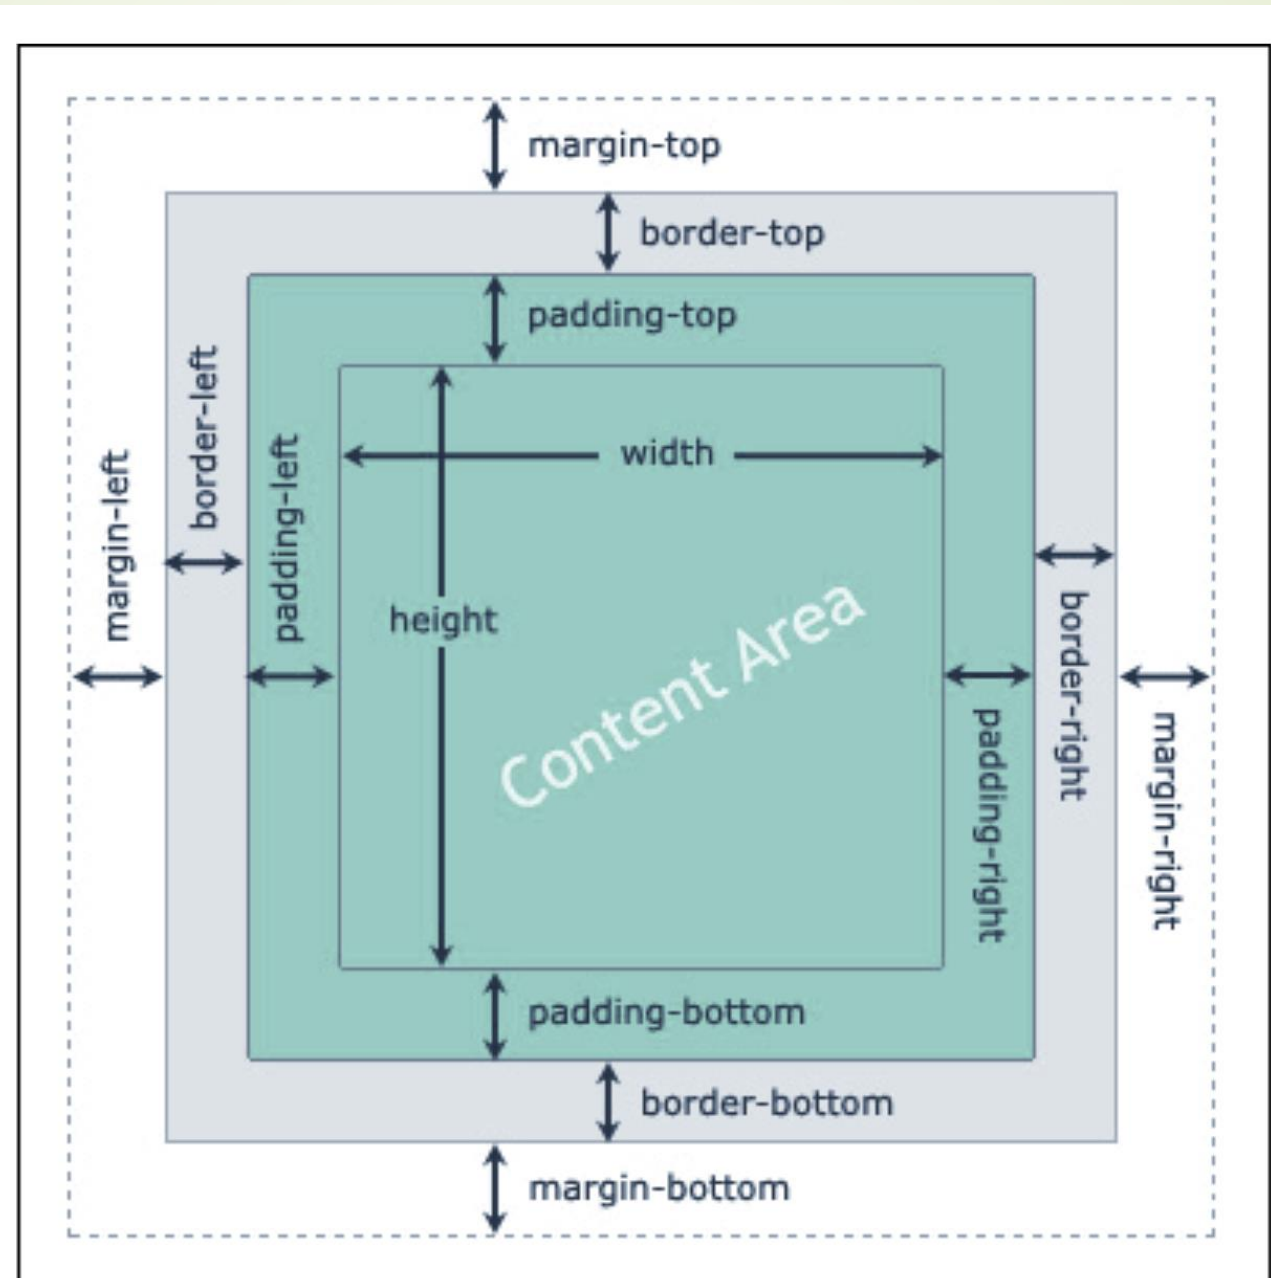 margin-top
border-top
padding-top
border-left
margin-left
padding-left
width
height
Content Area
border-right
padding-right
margin-right
padding-bottom
border-bottom
margin-bottom